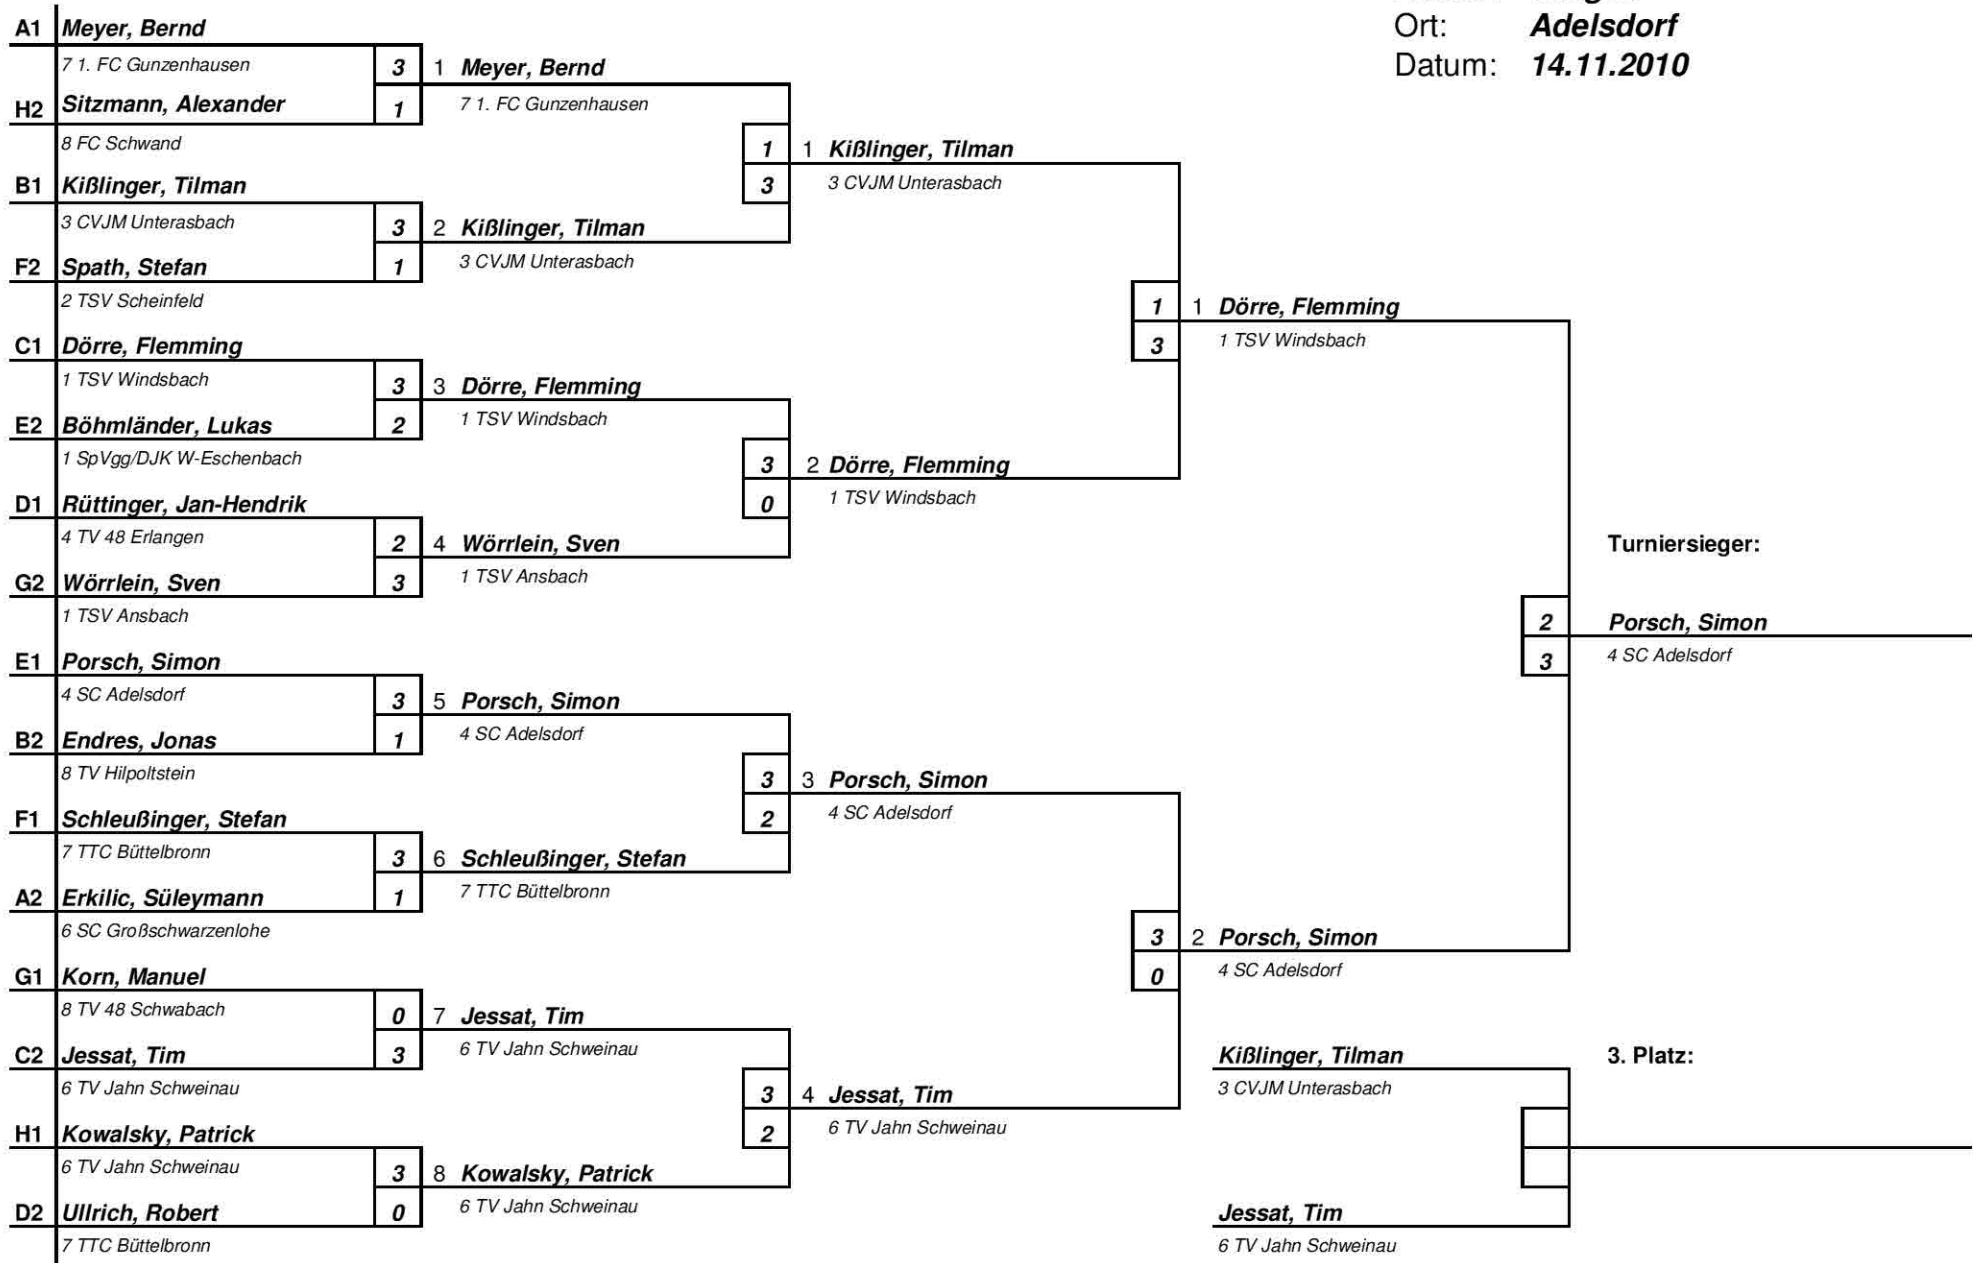 Ort: Adelsdorf
Datum: 14.11.2010
A1 Meyer, Bernd
7 1. FC Gunzenhausen 3
H2 Sitzmann, Alexander 1
8 FC Schwand
B1 Kißlinger, Tilman
3 CVJM Unterasbach 3
F2 Spath, Stefan 1
2 TSV Scheinfeld
C1 Dörre, Flemming
1 TSV Windsbach 3
E2 Böhmländer, Lukas 2
1 SpVgg/DJK W-Eschenbach
D1 Rüttinger, Jan-Hendrik
4 TV 48 Erlangen 2
G2 Wörrlein, Sven 3
1 TSV Ansbach
E1 Porsch, Simon
4 SC Adelsdorf 3
B2 Endres, Jonas 1
8 TV Hilpoltstein
F1 Schleußinger, Stefan
7 TTC Büttelbronn 3
A2 Erkilic, Süleymann 1
6 SC Großschwarzenlohe
G1 Korn, Manuel
8 TV 48 Schwabach 0
C2 Jessat, Tim 3
6 TV Jahn Schweinau
H1 Kowalsky, Patrick
6 TV Jahn Schweinau 3
D2 Ullrich, Robert 0
7 TTC Büttelbronn
1 Meyer, Bernd
7 1. FC Gunzenhausen
1
3
2 Kißlinger, Tilman
3 CVJM Unterasbach
3 Dörre, Flemming
1 TSV Windsbach
3
0
4 Wörrlein, Sven
1 TSV Ansbach
5 Porsch, Simon
4 SC Adelsdorf
3
2
6 Schleußinger, Stefan
7 TTC Büttelbronn
7 Jessat, Tim
6 TV Jahn Schweinau
3
2
8 Kowalsky, Patrick
6 TV Jahn Schweinau
1 Kißlinger, Tilman
3 CVJM Unterasbach
1
3
2 Dörre, Flemming
1 TSV Windsbach
3 Porsch, Simon
4 SC Adelsdorf
3
0
4 Jessat, Tim
6 TV Jahn Schweinau
1 Dörre, Flemming
1 TSV Windsbach
2
3
2 Porsch, Simon
4 SC Adelsdorf
Turniersieger:
Porsch, Simon
4 SC Adelsdorf
Kißlinger, Tilman
3 CVJM Unterasbach
3. Platz:
Jessat, Tim
6 TV Jahn Schweinau